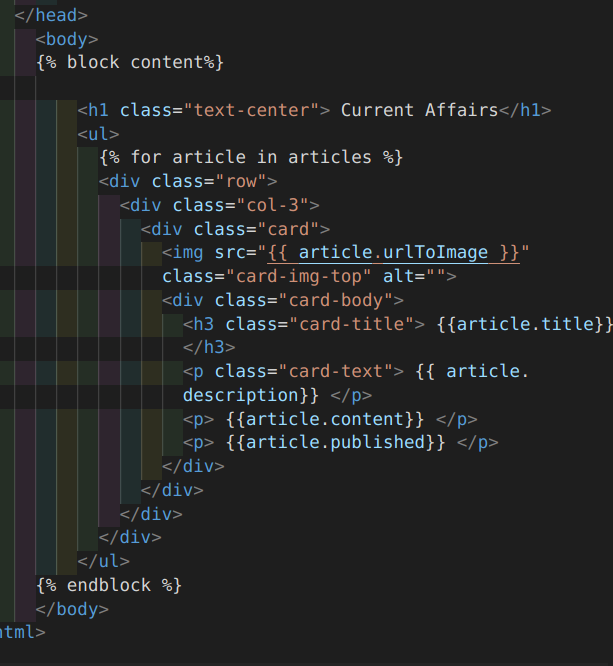 </head>
<body>
{% block content%}
<h1 class="text-center"> Current Affairs</h1>
<ul>
{% for article in articles %}
<div class="row">
<div class="col-3">
<div class="card">
<img src="{{ article.urlToImage }}"
class="card-img-top" alt="">
<div class="card-body">
<h3 class="card-title"> {{article.title}}
</h3>
<p class="card-text"> {{ article.
description}} </p>
<p> {{article.content}} </p>
<p> {{article.published}} </p>
</div>
</div>
</div>
</div>
</ul>
{% endblock %}
</body>
html>